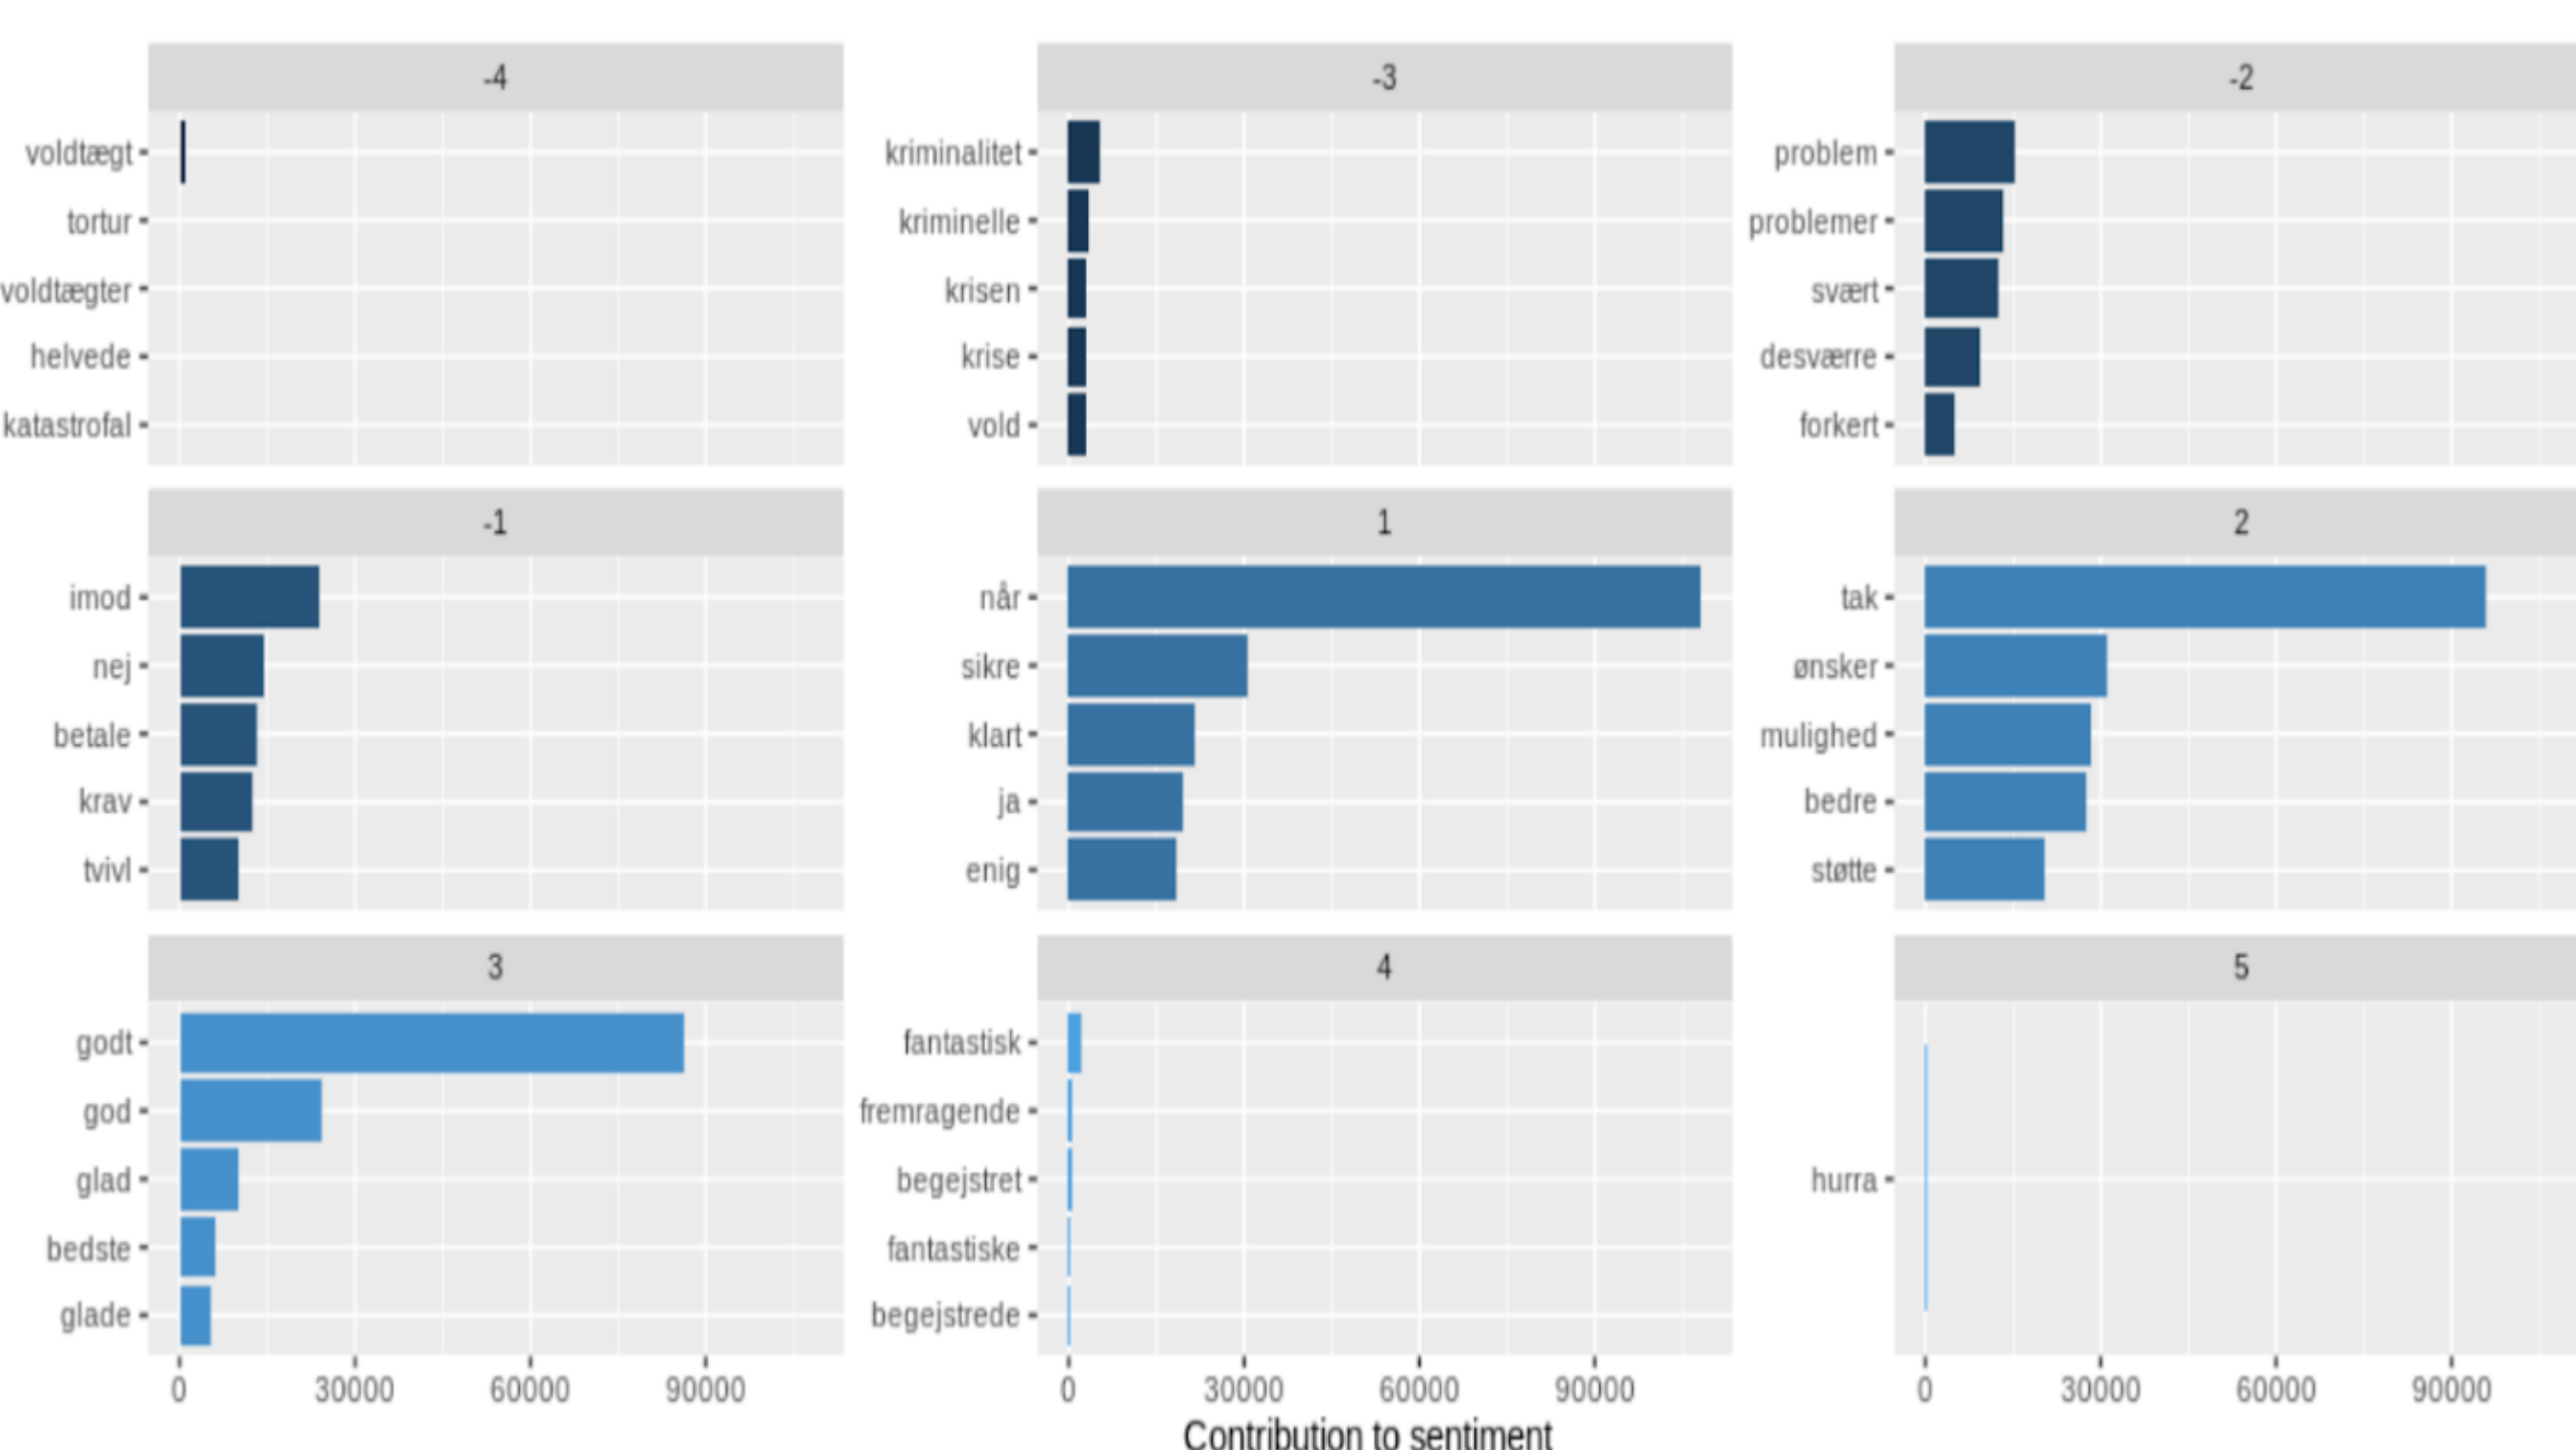 -4
voldtægt
tortur
voldtægter
helvede
katastrofal
-3
kriminalitet
kriminelle
krisen
krise
vold
-2
problem
problemer
svært
desværre
forkert
-1
imod
nej
betale
krav
tvivl
1
når
sikre
klart
ja
enig
2
tak
ønsker
mulighed
bedre
støtte
3
godt
god
glad
bedste
glade
0 30000 60000 90000
4
fantastisk
fremragende
begejstret
fantastiske
begejstrede
0 30000 60000 90000
5
hurra
0 30000 60000 90000
Contribution to sentiment